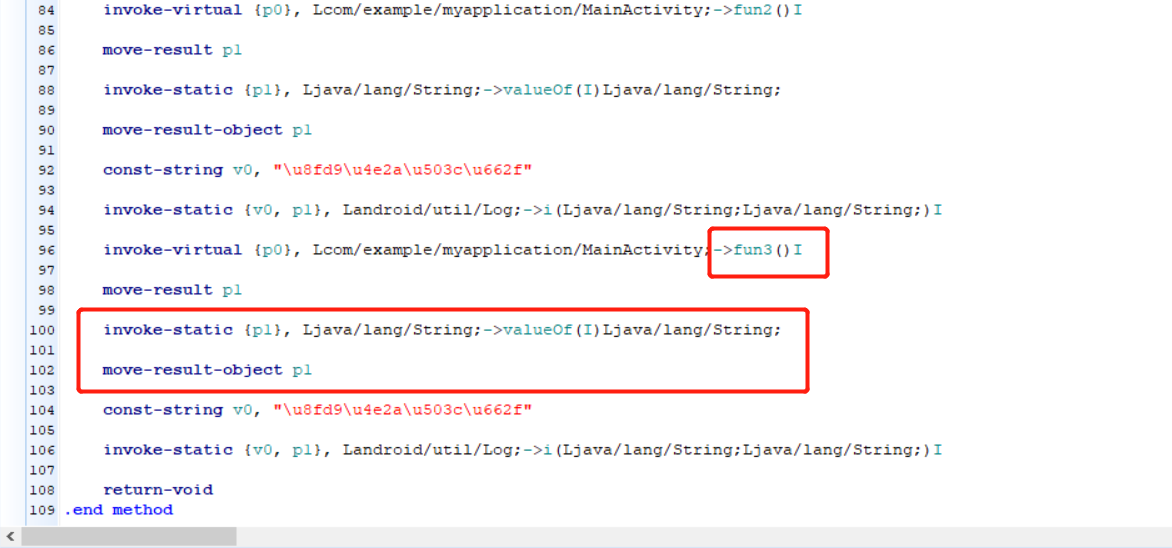 84 invoke-virtual {p0}, Lcom/example/myapplication/MainActivity;->fun2()I
85
86 move-result p1
87
88 invoke-static {p1}, Ljava/lang/String;->valueOf(I)Ljava/lang/String;
89
90 move-result-object p1
91
92 const-string v0, "\u8fd9\u4e2a\u503c\u662f"
93
94 invoke-static {v0, p1}, Landroid/util/Log;->i(Ljava/lang/String;Ljava/lang/String;)I
95
96 invoke-virtual {p0}, Lcom/example/myapplication/MainActivity;->fun3()I
97
98 move-result p1
99
100 invoke-static {p1}, Ljava/lang/String;->valueOf(I)Ljava/lang/String;
101
102 move-result-object p1
103
104 const-string v0, "\u8fd9\u4e2a\u503c\u662f"
105
106 invoke-static {v0, p1}, Landroid/util/Log;->i(Ljava/lang/String;Ljava/lang/String;)I
107
108 return-void
109 .end method